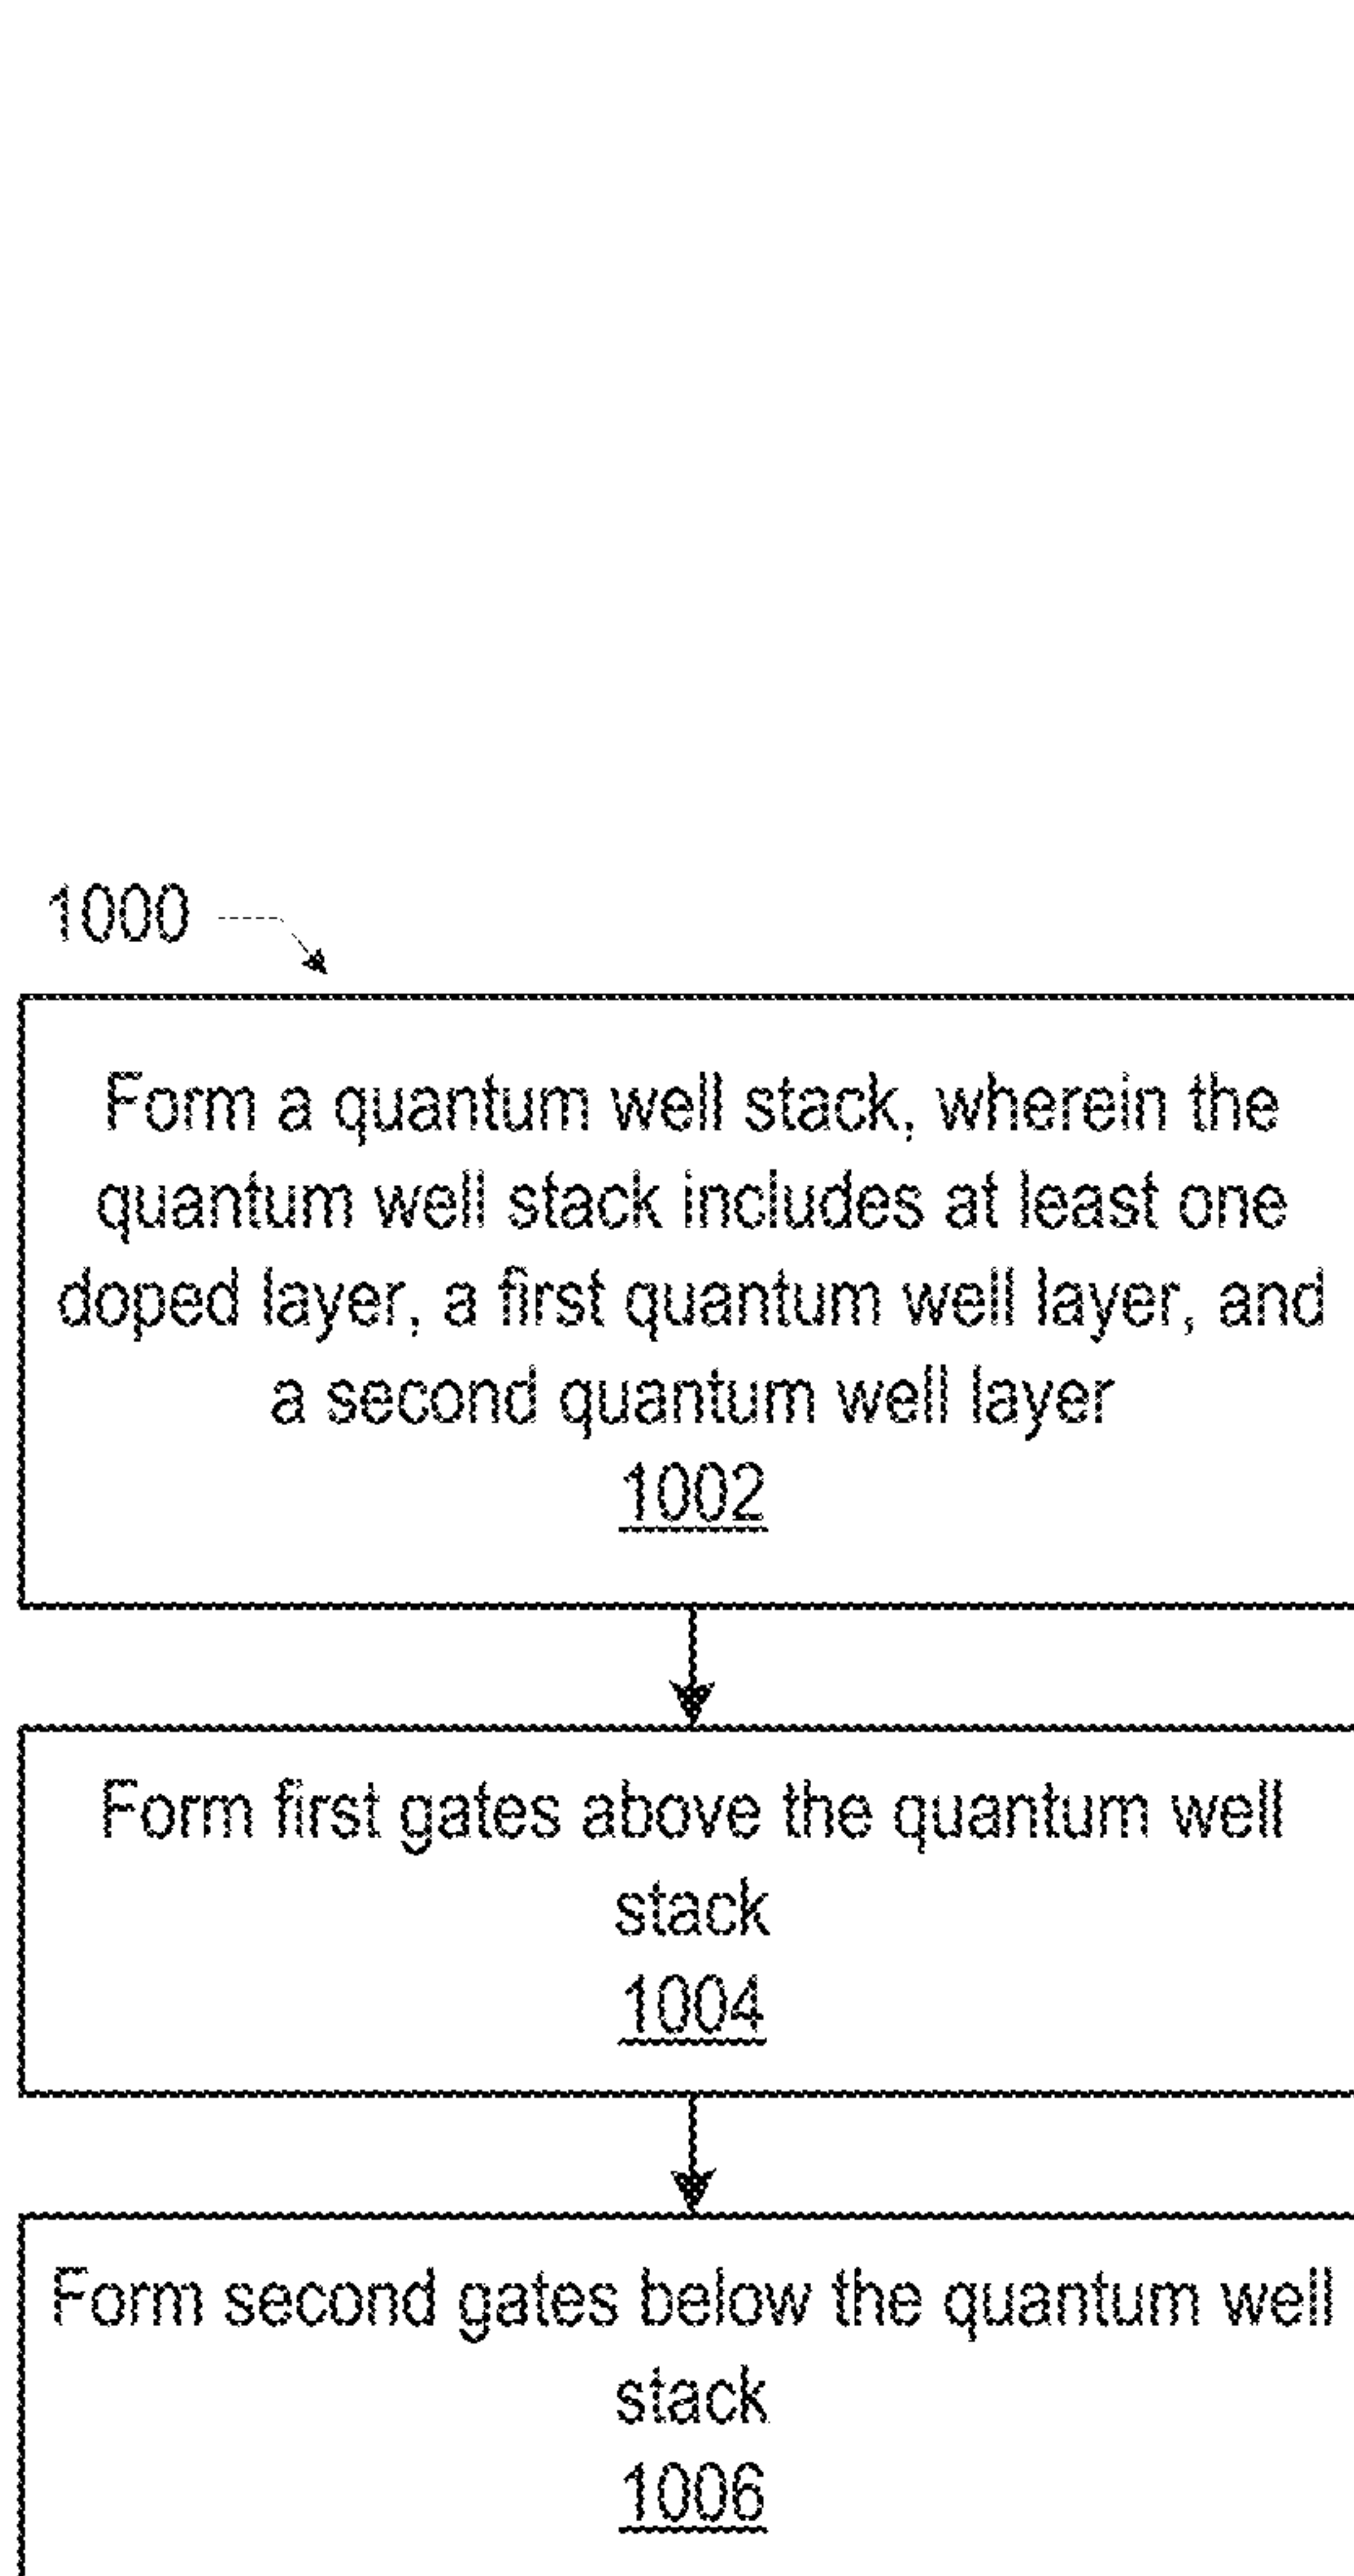 1000
Form a quantum well stack, wherein the
quantum well stack includes at least one
doped layer, a first quantum well layer, and
a second quantum well layer
1002
Form first gates above the quantum well
stack
1004
Form second gates below the quantum well
stack
1006